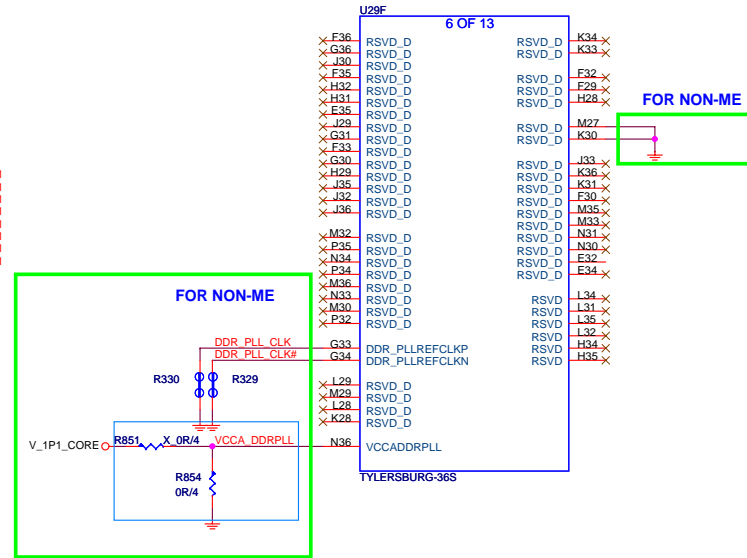 U29F
6 OF 13
F36 RSVD_D RSVD_D K34
G36 RSVD_D RSVD_D K33
J30 RSVD_D
F35 RSVD_D RSVD_D F32
H32 RSVD_D RSVD_D F29
H31 RSVD_D RSVD_D H28
FOR NON-ME
E35 RSVD_D
J29 RSVD_D RSVD_D M27
G31 RSVD_D RSVD_D K30
F33 RSVD_D
G30 RSVD_D RSVD_D J33
H29 RSVD_D RSVD_D K36
J35 RSVD_D RSVD_D K31
J32 RSVD_D RSVD_D F30
J36 RSVD_D RSVD_D M35
RSVD_D M33
M32 RSVD_D RSVD_D N31
P35 RSVD_D RSVD_D N30
N34 RSVD_D RSVD_D E32
P34 RSVD_D RSVD_D E34
M36 RSVD_D
N33 RSVD_D RSVD L34
M30 RSVD_D RSVD L31
P32 RSVD_D RSVD L35
RSVD L32
FOR NON-ME
DDR_PLL_CLK G33 DDR_PLLREFCLKP RSVD H34
DDR_PLL_CLK# G34 DDR_PLLREFCLKN RSVD H35
R330 R329
L29 RSVD_D
M29 RSVD_D
L28 RSVD_D
K28 RSVD_D
V_1P1_CORE R851 X_0R/4 VCCA_DDRPLL N36 VCCADDRPLL
R854
0R/4
TYLERSBURG-36S